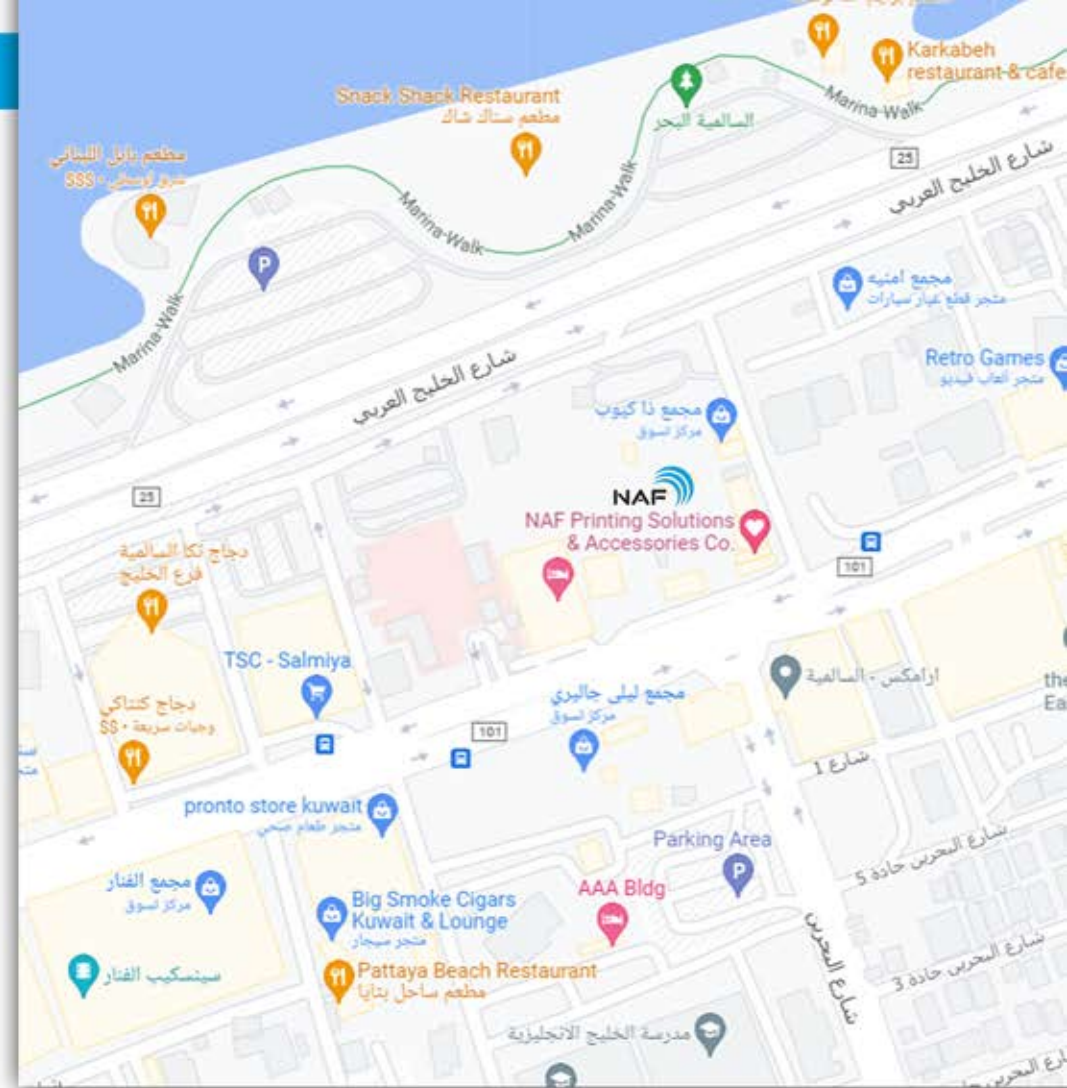 Karkabeh
restaurant & cafe
Snack Shack Restaurant
مطعم سناك شاك
السالمية البحر
Marina Walk
25
شارع الخليج العربي
مطعم بابل اللبناني
شرق أوسطي • $$$
P
Marina Walk
Marina Walk
Marina Walk
مجمع امنيه
متجر قطع غيار سيارات
شارع الخليج العربي
Retro Games
متجر ألعاب فيديو
مجمع ذا كيوب
مركز تسوق
NAF
NAF Printing Solutions
& Accessories Co.
25
101
دجاج تكا السالمية
فرع الخليج
TSC - Salmiya
ارامكس - السالمية
the
Ea
مجمع ليلى جاليري
مركز تسوق
دجاج كنتاكي
وجبات سريعة • $$
101
شارع 1
pronto store kuwait
متجر طعام صحي
Parking Area
P
شارع البحرين جادة 5
مجمع الفنار
مركز تسوق
AAA Bldg
Big Smoke Cigars
Kuwait & Lounge
متجر سيجار
شارع البحرين
شارع البحرين جادة 3
سينسكيب الفنار
Pattaya Beach Restaurant
مطعم ساحل بتايا
مدرسة الخليج الانجليزية